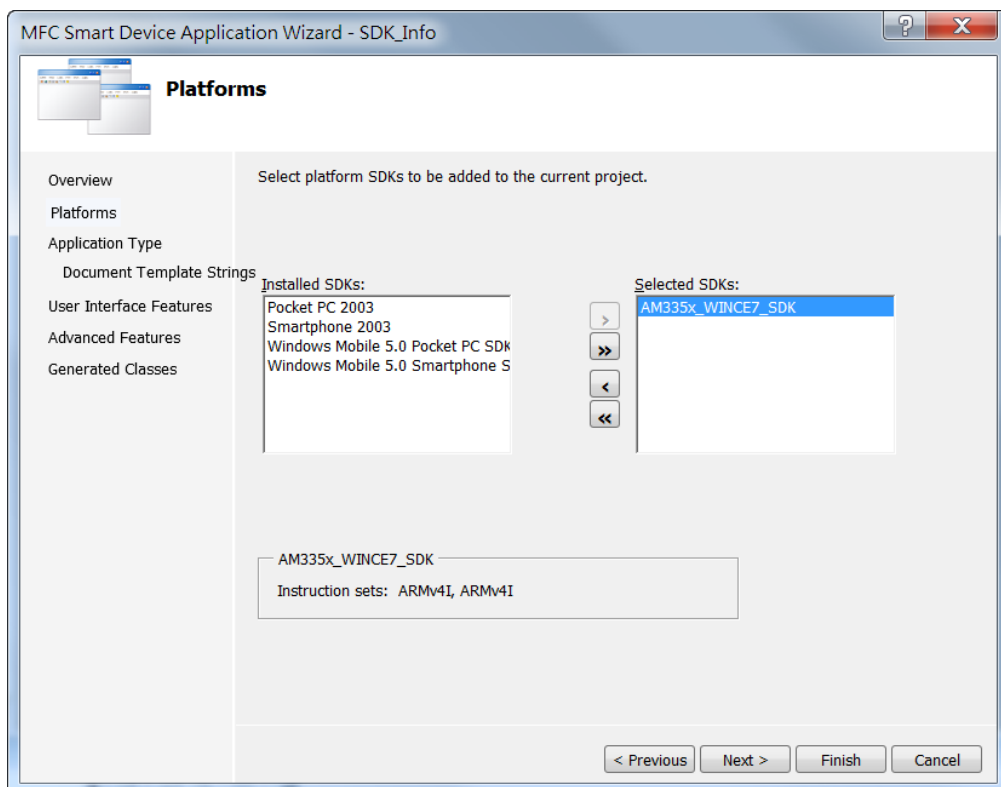 MFC Smart Device Application Wizard - SDK_Info
Platforms
Overview
Platforms
Application Type
Document Template Strings
User Interface Features
Advanced Features
Generated Classes
Select platform SDKs to be added to the current project.
Installed SDKs:
Pocket PC 2003
Smartphone 2003
Windows Mobile 5.0 Pocket PC SDK
Windows Mobile 5.0 Smartphone S
>
>>
<
<<
Selected SDKs:
AM335x_WINCE7_SDK
AM335x_WINCE7_SDK
Instruction sets: ARMv4I, ARMv4I
< Previous
Next >
Finish
Cancel